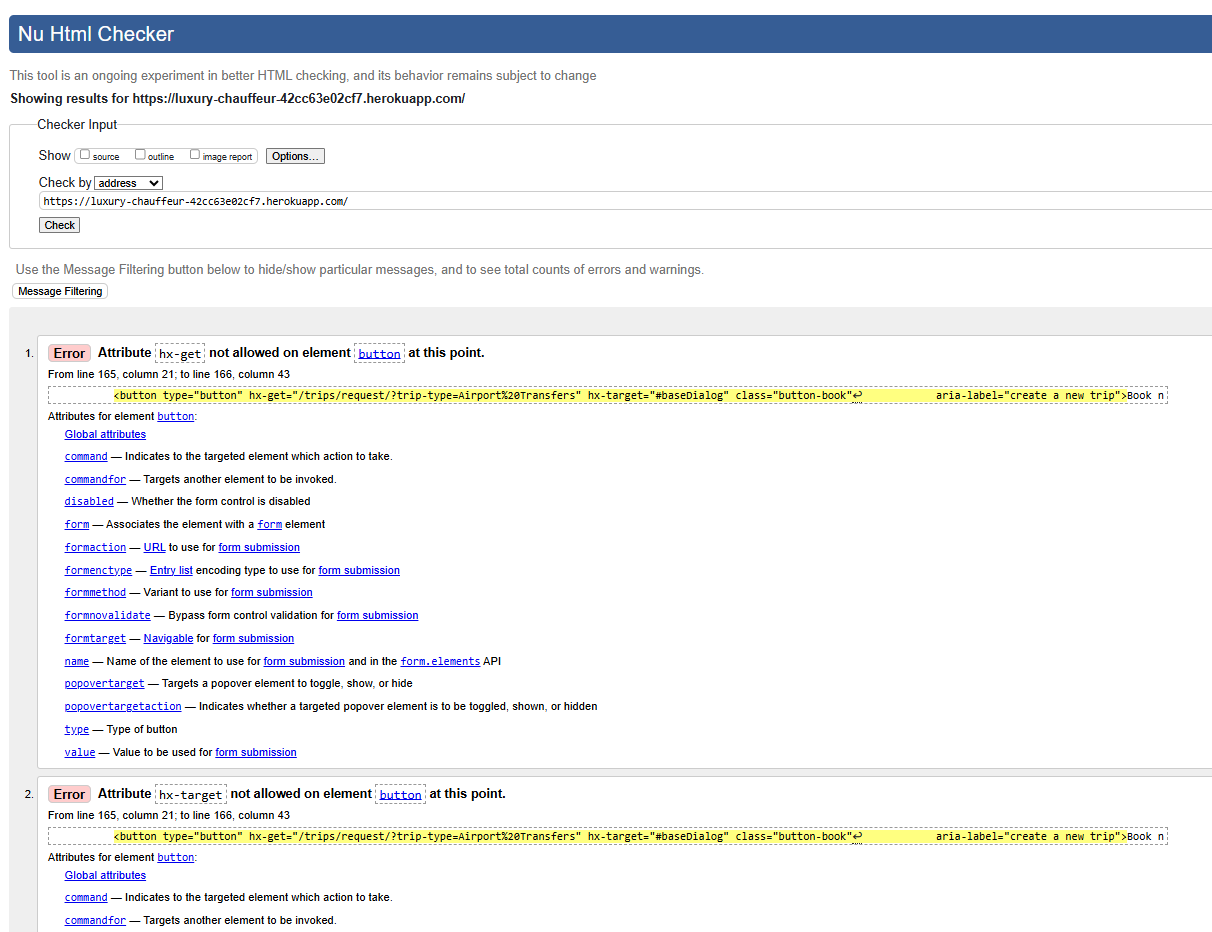 Nu Html Checker
This tool is an ongoing experiment in better HTML checking, and its behavior remains subject to change
Showing results for https://luxury-chauffeur-42cc63e02cf7.herokuapp.com/
Checker Input
Show source outline image report Options...
Check by address
https://luxury-chauffeur-42cc63e02cf7.herokuapp.com/
Check
Use the Message Filtering button below to hide/show particular messages, and to see total counts of errors and warnings.
Message Filtering
1. Error Attribute hx-get not allowed on element button at this point.
From line 165, column 21; to line 166, column 43
<button type="button" hx-get="/trips/request/?trip-type=Airport%20Transfers" hx-target="#baseDialog" class="button-book"↩ aria-label="create a new trip">Book n
Attributes for element button:
Global attributes
command — Indicates to the targeted element which action to take.
commandfor — Targets another element to be invoked.
disabled — Whether the form control is disabled
form — Associates the element with a form element
formaction — URL to use for form submission
formenctype — Entry list encoding type to use for form submission
formmethod — Variant to use for form submission
formnovalidate — Bypass form control validation for form submission
formtarget — Navigable for form submission
name — Name of the element to use for form submission and in the form.elements API
popovertarget — Targets a popover element to toggle, show, or hide
popovertargetaction — Indicates whether a targeted popover element is to be toggled, shown, or hidden
type — Type of button
value — Value to be used for form submission
2. Error Attribute hx-target not allowed on element button at this point.
From line 165, column 21; to line 166, column 43
<button type="button" hx-get="/trips/request/?trip-type=Airport%20Transfers" hx-target="#baseDialog" class="button-book"↩ aria-label="create a new trip">Book n
Attributes for element button:
Global attributes
command — Indicates to the targeted element which action to take.
commandfor — Targets another element to be invoked.